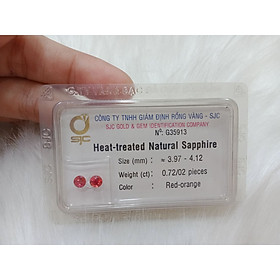 SJC
CÔNG TY TNHH GIÁM ĐỊNH RỒNG VÀNG - SJC
SJC GOLD & GEM IDENTIFICATION COMPANY
Nº: G35913
Heat-treated Natural Sapphire
Size (mm) : ≈ 3.97 - 4.12
Weight (ct) : 0.72/02 pieces
Color : Red-orange